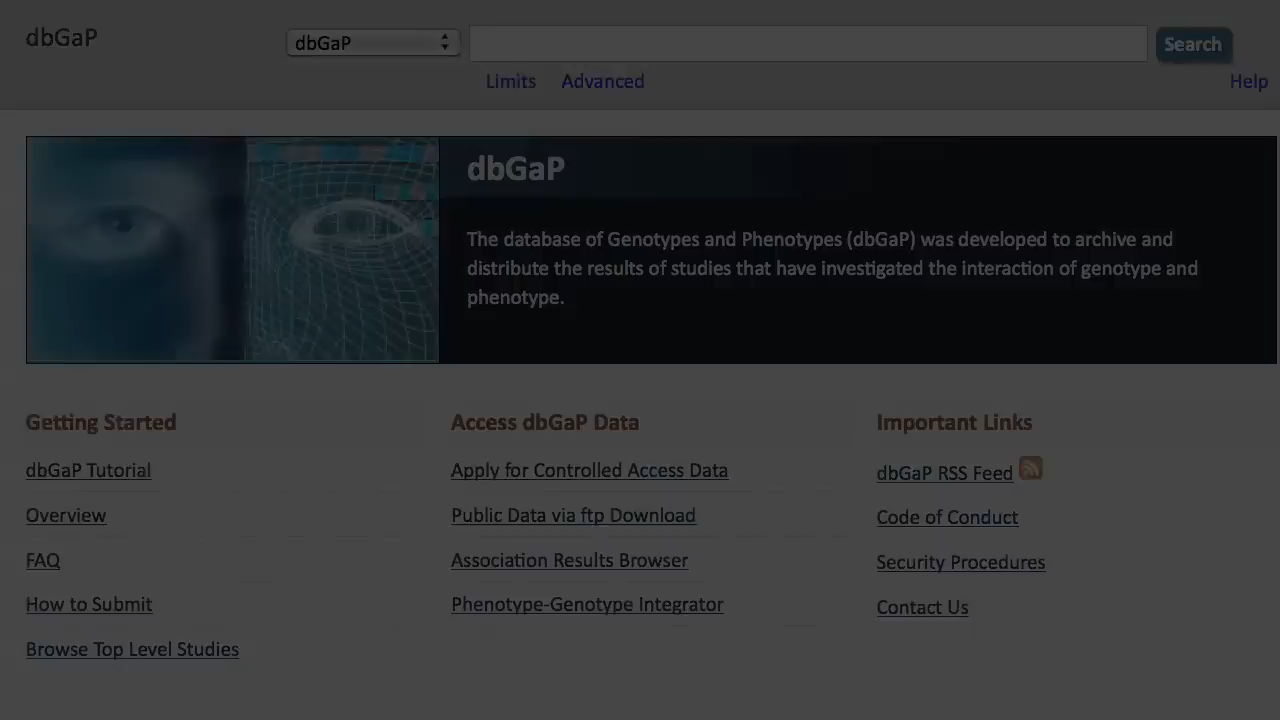 dbGaP
dbGaP
Search
Limits
Advanced
Help
dbGaP
The database of Genotypes and Phenotypes (dbGaP) was developed to archive and
distribute the results of studies that have investigated the interaction of genotype and
phenotype.
Getting Started
dbGaP Tutorial
Overview
FAQ
How to Submit
Browse Top Level Studies
Access dbGaP Data
Apply for Controlled Access Data
Public Data via ftp Download
Association Results Browser
Phenotype-Genotype Integrator
Important Links
dbGaP RSS Feed
Code of Conduct
Security Procedures
Contact Us